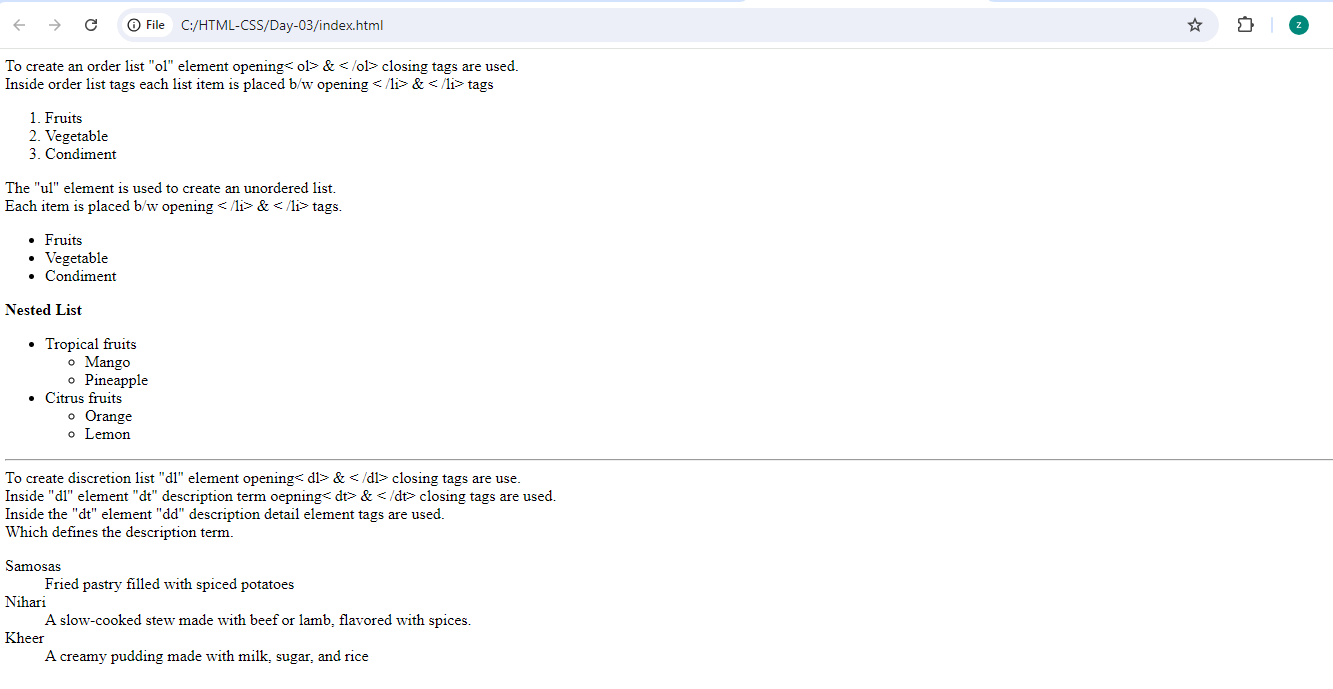 File C:/HTML-CSS/Day-03/index.html z
To create an order list "ol" element opening< ol> & < /ol> closing tags are used.
Inside order list tags each list item is placed b/w opening < /li> & < /li> tags
1. Fruits
2. Vegetable
3. Condiment
The "ul" element is used to create an unordered list.
Each item is placed b/w opening < /li> & < /li> tags.
• Fruits
• Vegetable
• Condiment
Nested List
• Tropical fruits
◦ Mango
◦ Pineapple
• Citrus fruits
◦ Orange
◦ Lemon
To create discretion list "dl" element opening< dl> & < /dl> closing tags are use.
Inside "dl" element "dt" description term oepning< dt> & < /dt> closing tags are used.
Inside the "dt" element "dd" description detail element tags are used.
Which defines the description term.
Samosas
Fried pastry filled with spiced potatoes
Nihari
A slow-cooked stew made with beef or lamb, flavored with spices.
Kheer
A creamy pudding made with milk, sugar, and rice